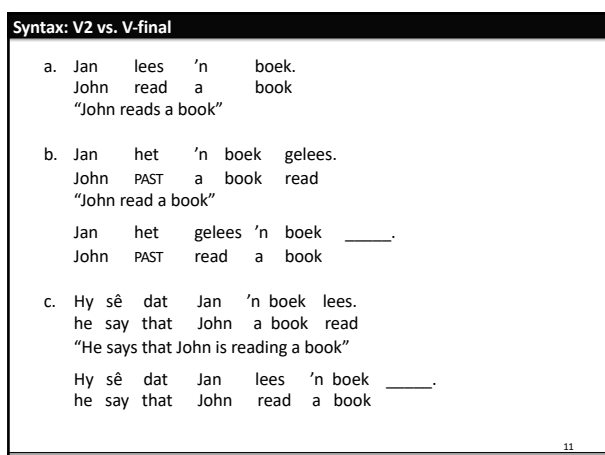 Syntax: V2 vs. V-final
a. Jan lees ’n boek.
John read a book
“John reads a book”
b. Jan het ’n boek gelees.
John PAST a book read
“John read a book”
Jan het gelees ’n boek _____.
John PAST read a book
c. Hy sê dat Jan ’n boek lees.
he say that John a book read
“He says that John is reading a book”
Hy sê dat Jan lees ’n boek _____.
he say that John read a book
11